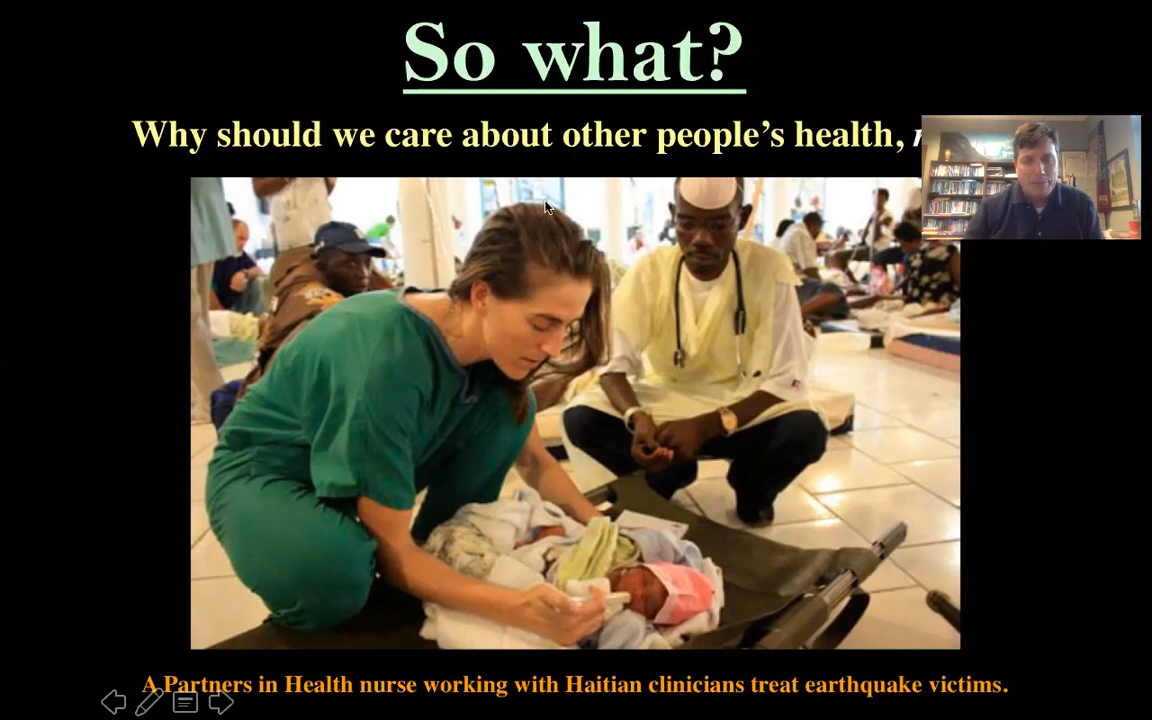 So what?
Why should we care about other people's health,
A Partners in Health nurse working with Haitian clinicians treat earthquake victims.